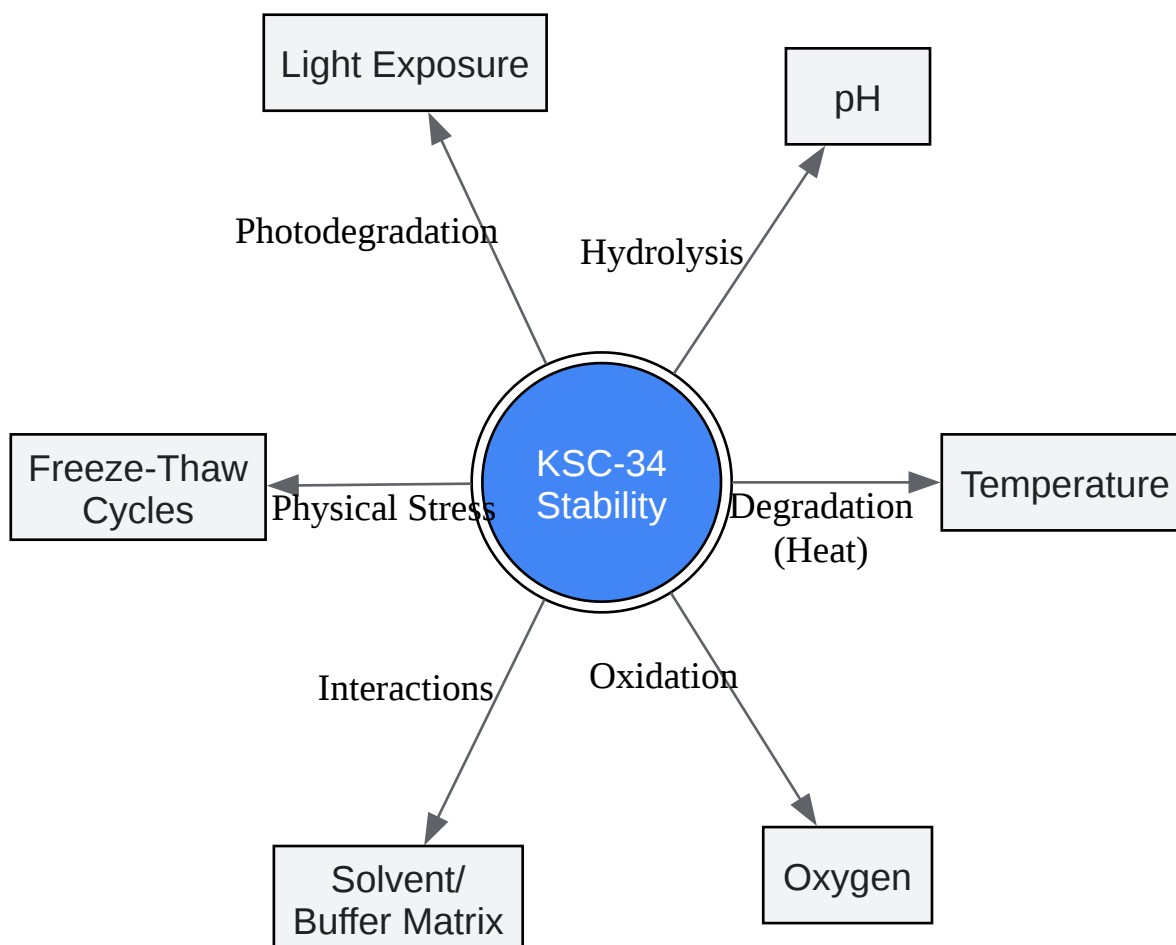 Light Exposure
pH
Photodegradation
Hydrolysis
Freeze-Thaw
Cycles
Physical Stress
KSC-34
Stability
Degradation
(Heat)
Temperature
Interactions
Oxidation
Solvent/
Buffer Matrix
Oxygen